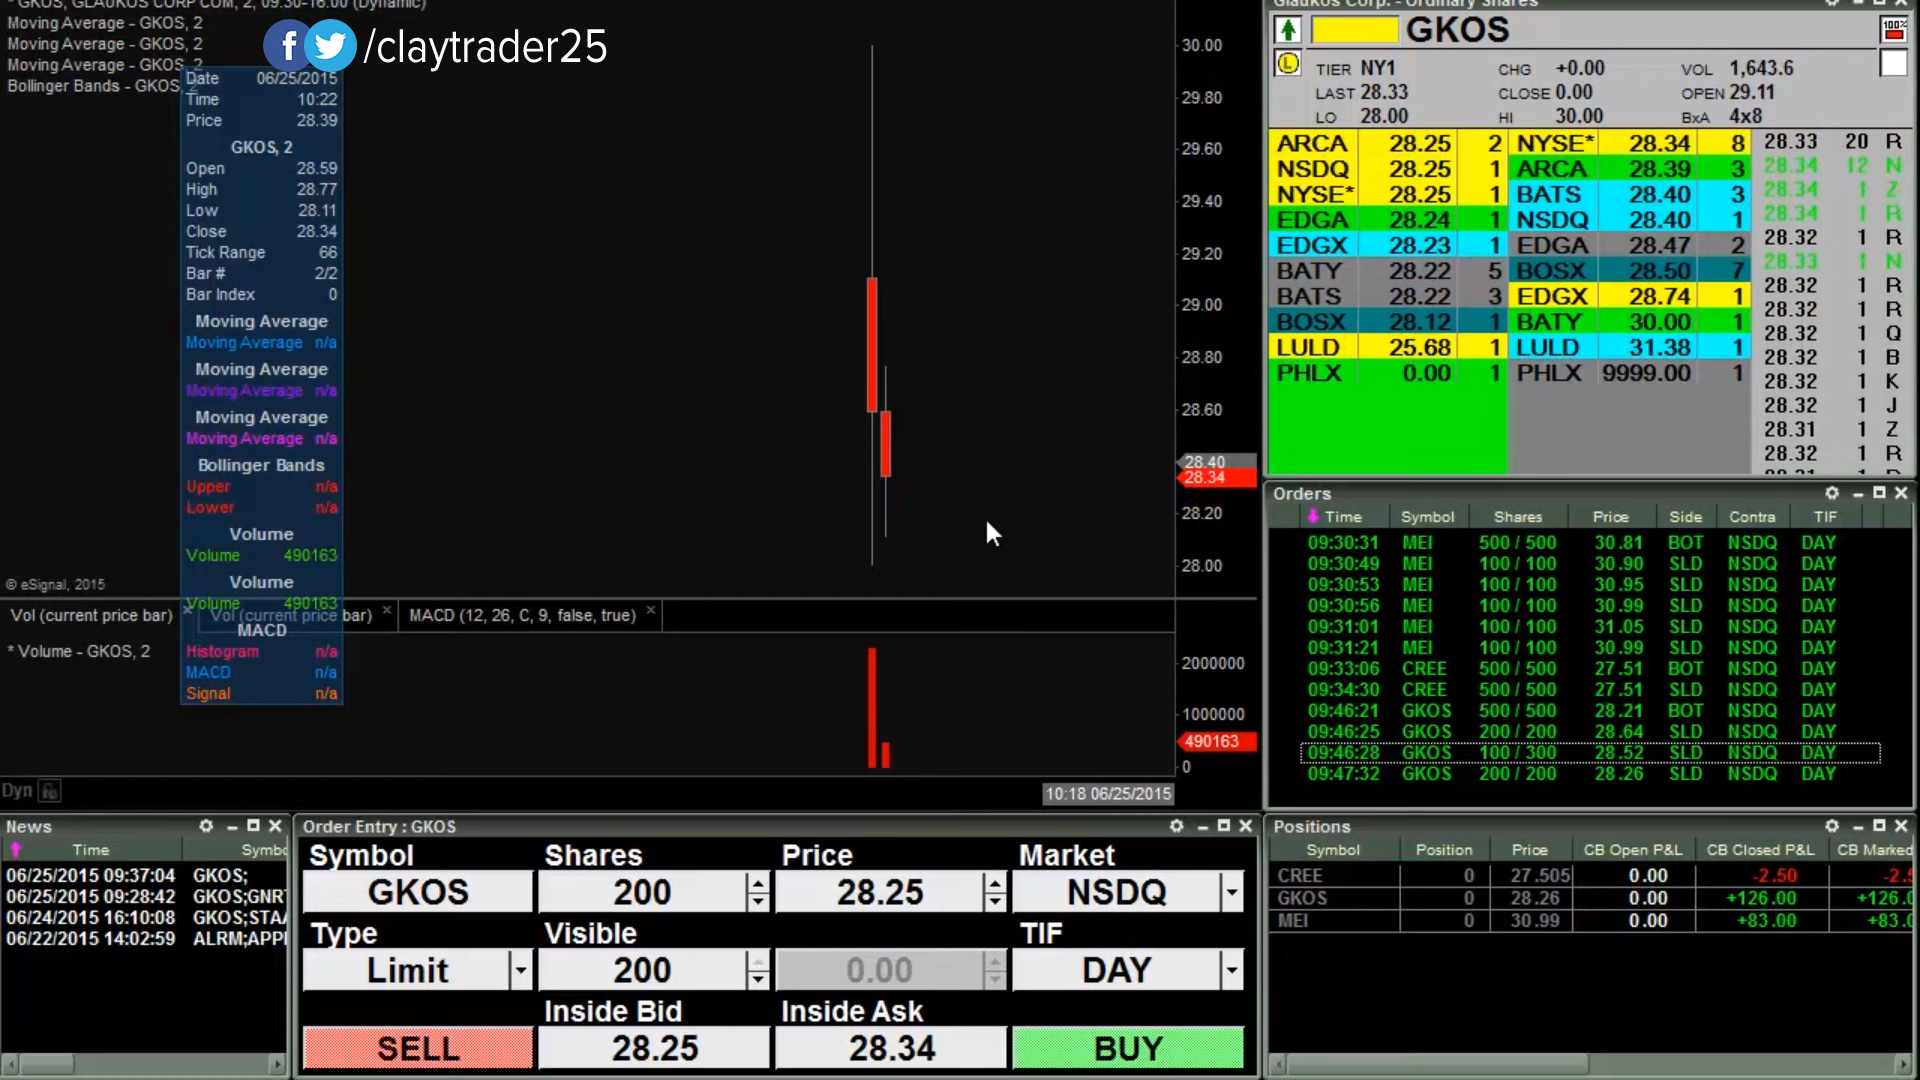 * GKOS, GLAUKOS CORP COM, 2, 09:30-16:00 (Dynamic)
Moving Average - GKOS, 2
Moving Average - GKOS, 2
Moving Average - GKOS, 2
Bollinger Bands - GKOS, 2
/claytrader25
Date 06/25/2015
Time 10:22
Price 28.39
GKOS, 2
Open 28.59
High 28.77
Low 28.11
Close 28.34
Tick Range 66
Bar # 2/2
Bar Index 0
Moving Average
Moving Average n/a
Moving Average
Moving Average n/a
Moving Average
Moving Average n/a
Bollinger Bands
Upper n/a
Lower n/a
Volume
Volume 490163
Volume
Volume 490163
MACD
Histogram n/a
MACD n/a
Signal n/a
© eSignal, 2015
30.00
29.80
29.60
29.40
29.20
29.00
28.80
28.60
28.40
28.34
28.20
28.00
Vol (current price bar) Vol (current price bar) MACD (12, 26, C, 9, false, true)
* Volume - GKOS, 2
2000000
1000000
490163
0
Dyn
10:18 06/25/2015
Glaukos Corp. - Ordinary Shares
GKOS
100%
L
TIER NY1 CHG +0.00 VOL 1,643.6
LAST 28.33 CLOSE 0.00 OPEN 29.11
LO 28.00 HI 30.00 BxA 4x8
ARCA 28.25 2 NYSE* 28.34 8
NSDQ 28.25 1 ARCA 28.39 3
NYSE* 28.25 1 BATS 28.40 3
EDGA 28.24 1 NSDQ 28.40 1
EDGX 28.23 1 EDGA 28.47 2
BATY 28.22 5 BOSX 28.50 7
BATS 28.22 3 EDGX 28.74 1
BOSX 28.12 1 BATY 30.00 1
LULD 25.68 1 LULD 31.38 1
PHLX 0.00 1 PHLX 9999.00 1
28.33 20 R
28.34 12 N
28.34 1 Z
28.34 1 R
28.32 1 R
28.33 1 N
28.32 1 R
28.32 1 R
28.32 1 Q
28.32 1 B
28.32 1 K
28.32 1 J
28.31 1 Z
28.32 1 R
Orders
Time Symbol Shares Price Side Contra TIF
09:30:31 MEI 500 / 500 30.81 BOT NSDQ DAY
09:30:49 MEI 100 / 100 30.90 SLD NSDQ DAY
09:30:53 MEI 100 / 100 30.95 SLD NSDQ DAY
09:30:56 MEI 100 / 100 30.99 SLD NSDQ DAY
09:31:01 MEI 100 / 100 31.05 SLD NSDQ DAY
09:31:21 MEI 100 / 100 30.99 SLD NSDQ DAY
09:33:06 CREE 500 / 500 27.51 BOT NSDQ DAY
09:34:30 CREE 500 / 500 27.51 SLD NSDQ DAY
09:46:21 GKOS 500 / 500 28.21 BOT NSDQ DAY
09:46:25 GKOS 200 / 200 28.64 SLD NSDQ DAY
09:46:28 GKOS 100 / 300 28.52 SLD NSDQ DAY
09:47:32 GKOS 200 / 200 28.26 SLD NSDQ DAY
News
Time Symbo
06/25/2015 09:37:04 GKOS;
06/25/2015 09:28:42 GKOS;GNR
06/24/2015 16:10:08 GKOS;STA
06/22/2015 14:02:59 ALRM;APP
Order Entry : GKOS
Symbol Shares Price Market
GKOS 200 28.25 NSDQ
Type Visible TIF
Limit 200 0.00 DAY
Inside Bid Inside Ask
SELL 28.25 28.34 BUY
Positions
Symbol Position Price CB Open P&L CB Closed P&L CB Marked
CREE 0 27.505 0.00 -2.50 -2.5
GKOS 0 28.26 0.00 +126.00 +126.0
MEI 0 30.99 0.00 +83.00 +83.0